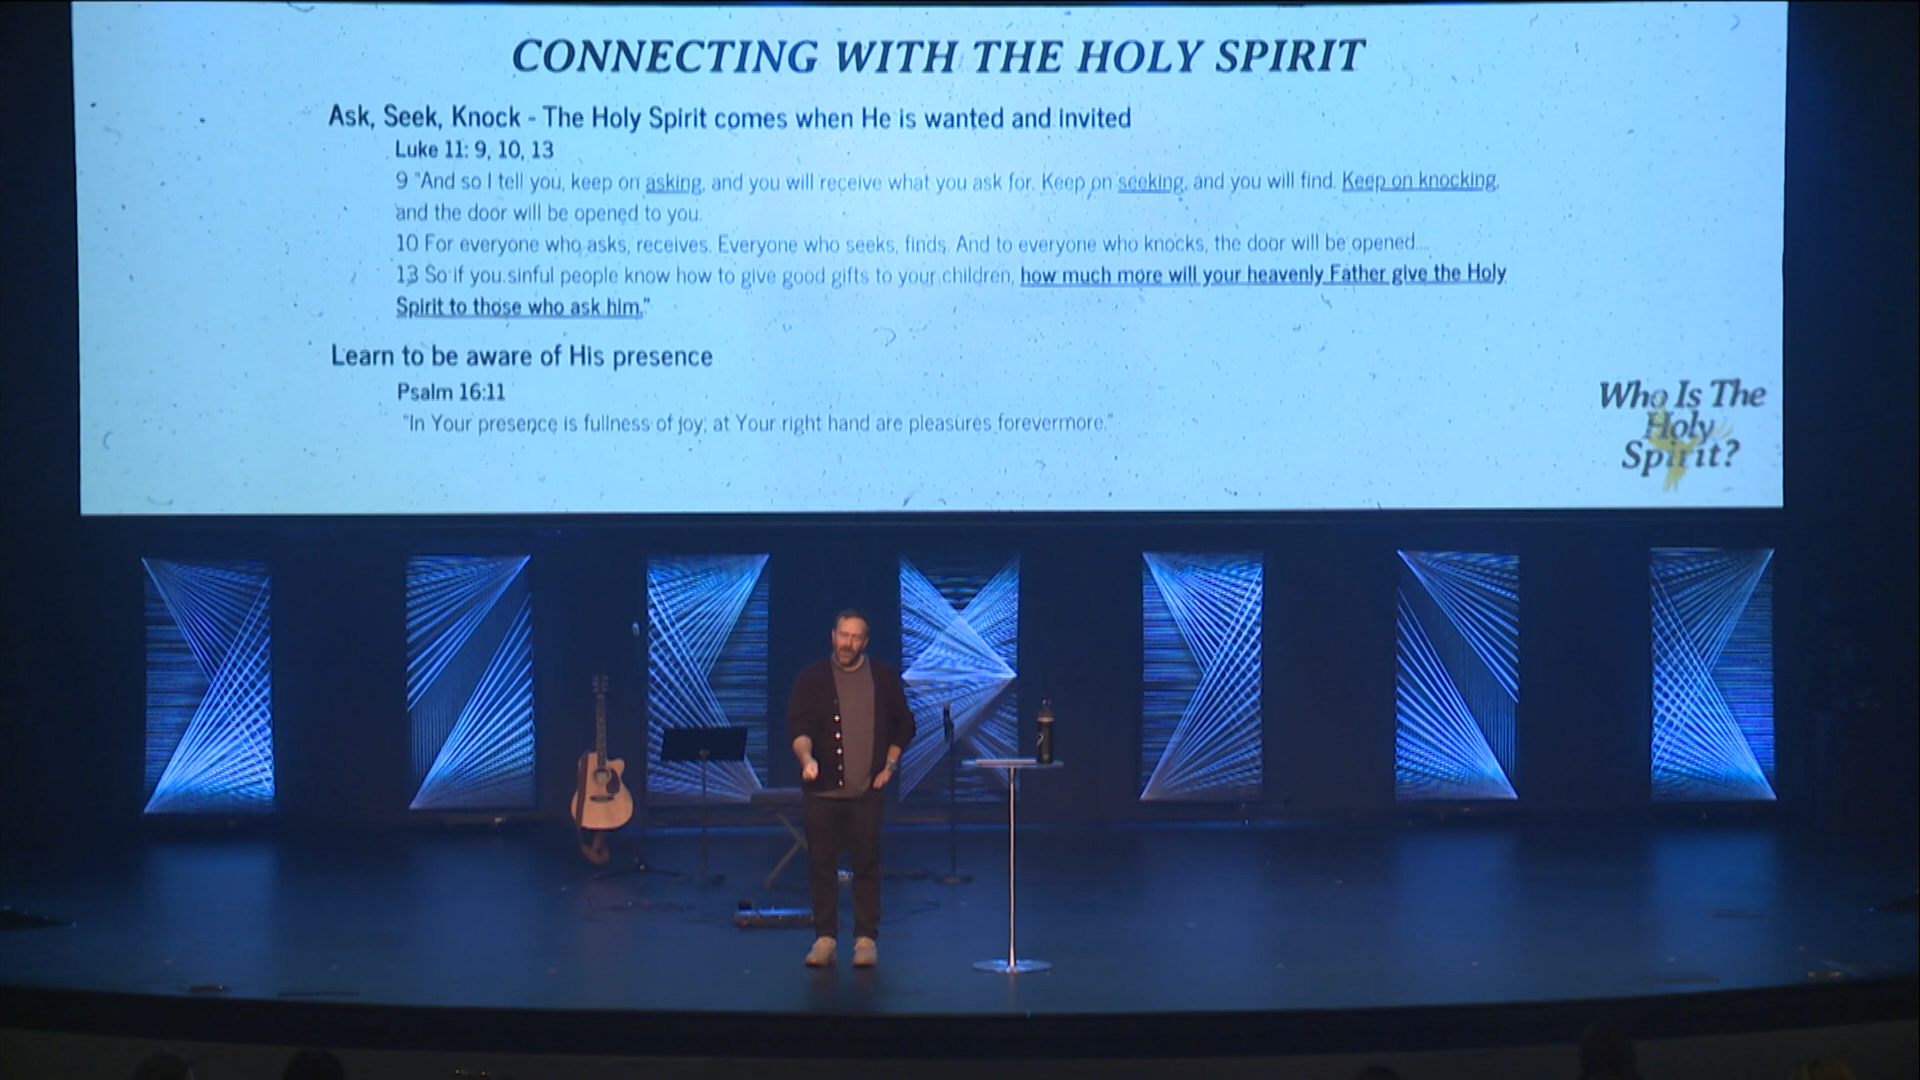 CONNECTING WITH THE HOLY SPIRIT
Ask, Seek, Knock - The Holy Spirit comes when He is wanted and invited
Luke 11: 9, 10, 13
9 "And so I tell you, keep on asking, and you will receive what you ask for. Keep on seeking, and you will find. Keep on knocking,
and the door will be opened to you.
10 For everyone who asks, receives. Everyone who seeks, finds. And to everyone who knocks, the door will be opened....
13 So if you sinful people know how to give good gifts to your children, how much more will your heavenly Father give the Holy
Spirit to those who ask him."
Learn to be aware of His presence
Psalm 16:11
"In Your presence is fullness of joy; at Your right hand are pleasures forevermore."
Who Is The
Holy
Spirit?